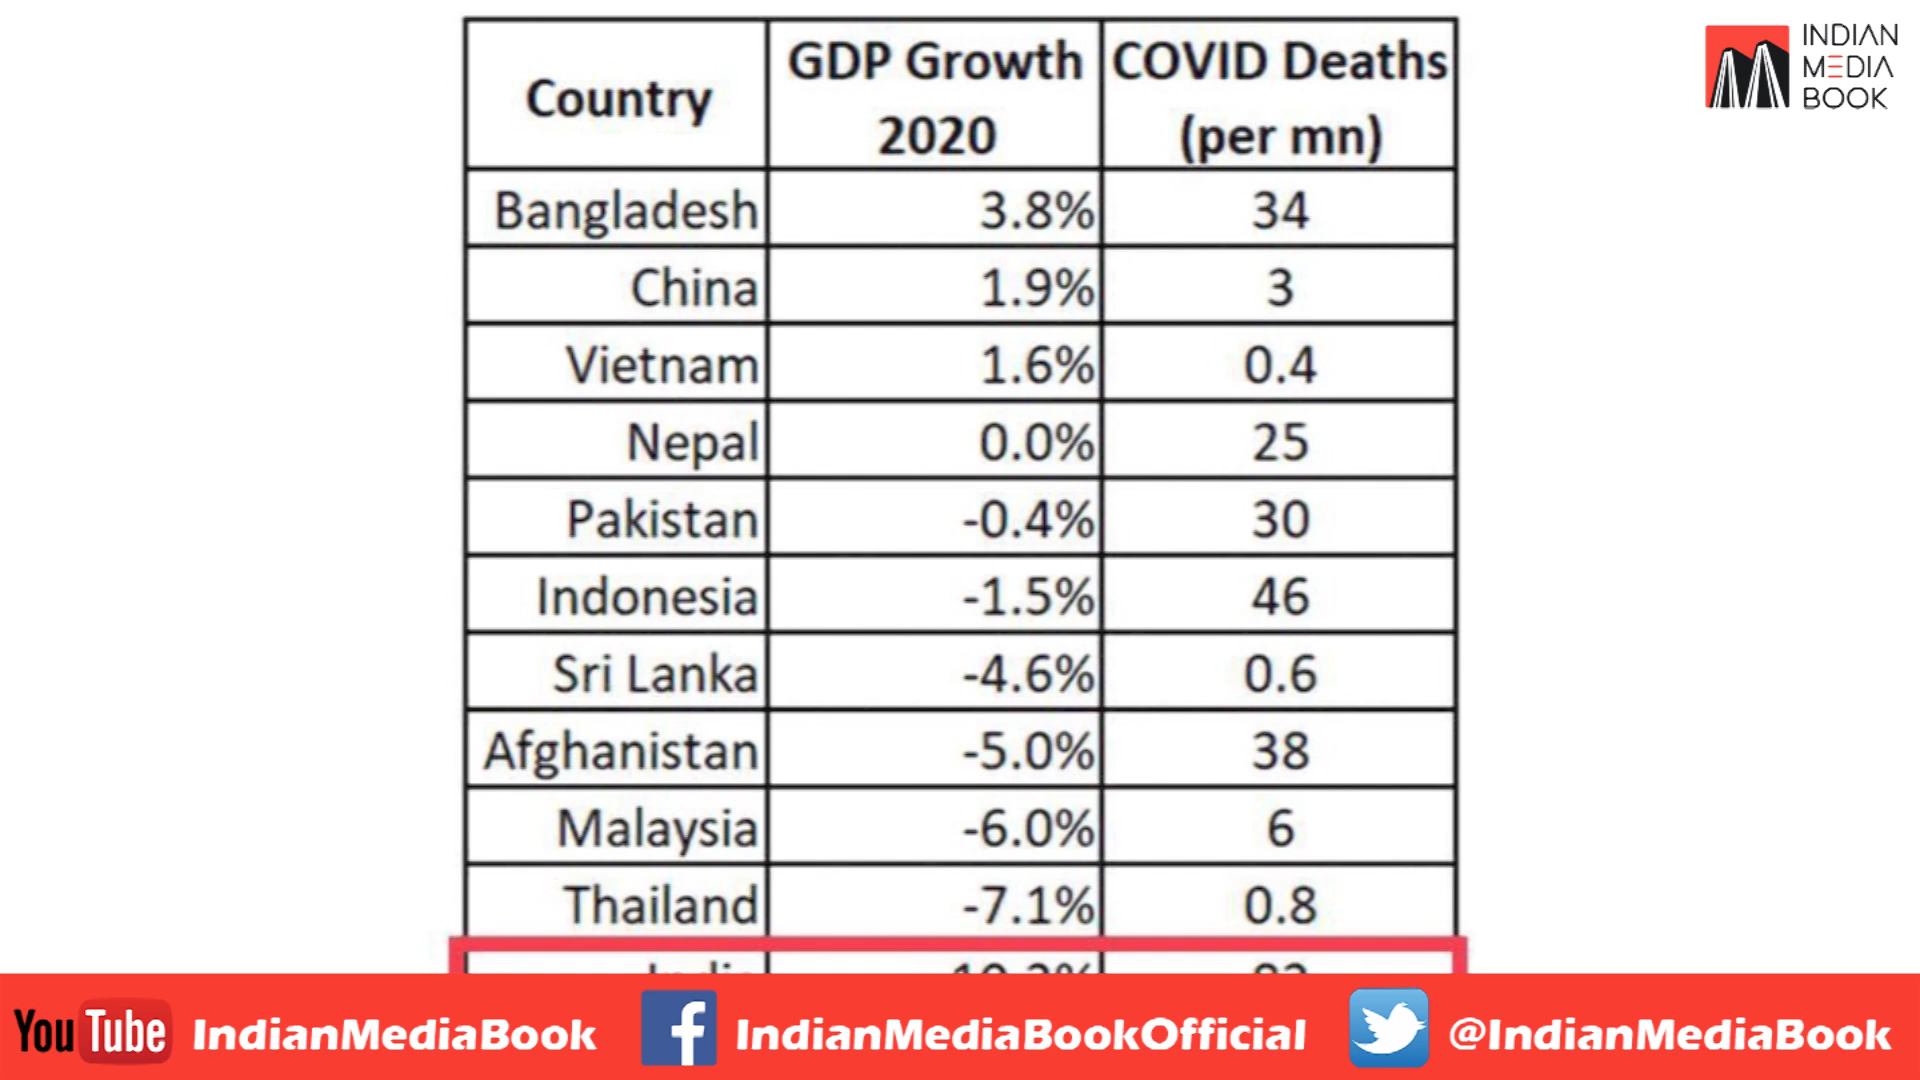 Country GDP Growth 2020 COVID Deaths (per mn)
Bangladesh 3.8% 34
China 1.9% 3
Vietnam 1.6% 0.4
Nepal 0.0% 25
Pakistan -0.4% 30
Indonesia -1.5% 46
Sri Lanka -4.6% 0.6
Afghanistan -5.0% 38
Malaysia -6.0% 6
Thailand -7.1% 0.8
INDIAN
MEDIA
BOOK
YouTube IndianMediaBook f IndianMediaBookOfficial @IndianMediaBook